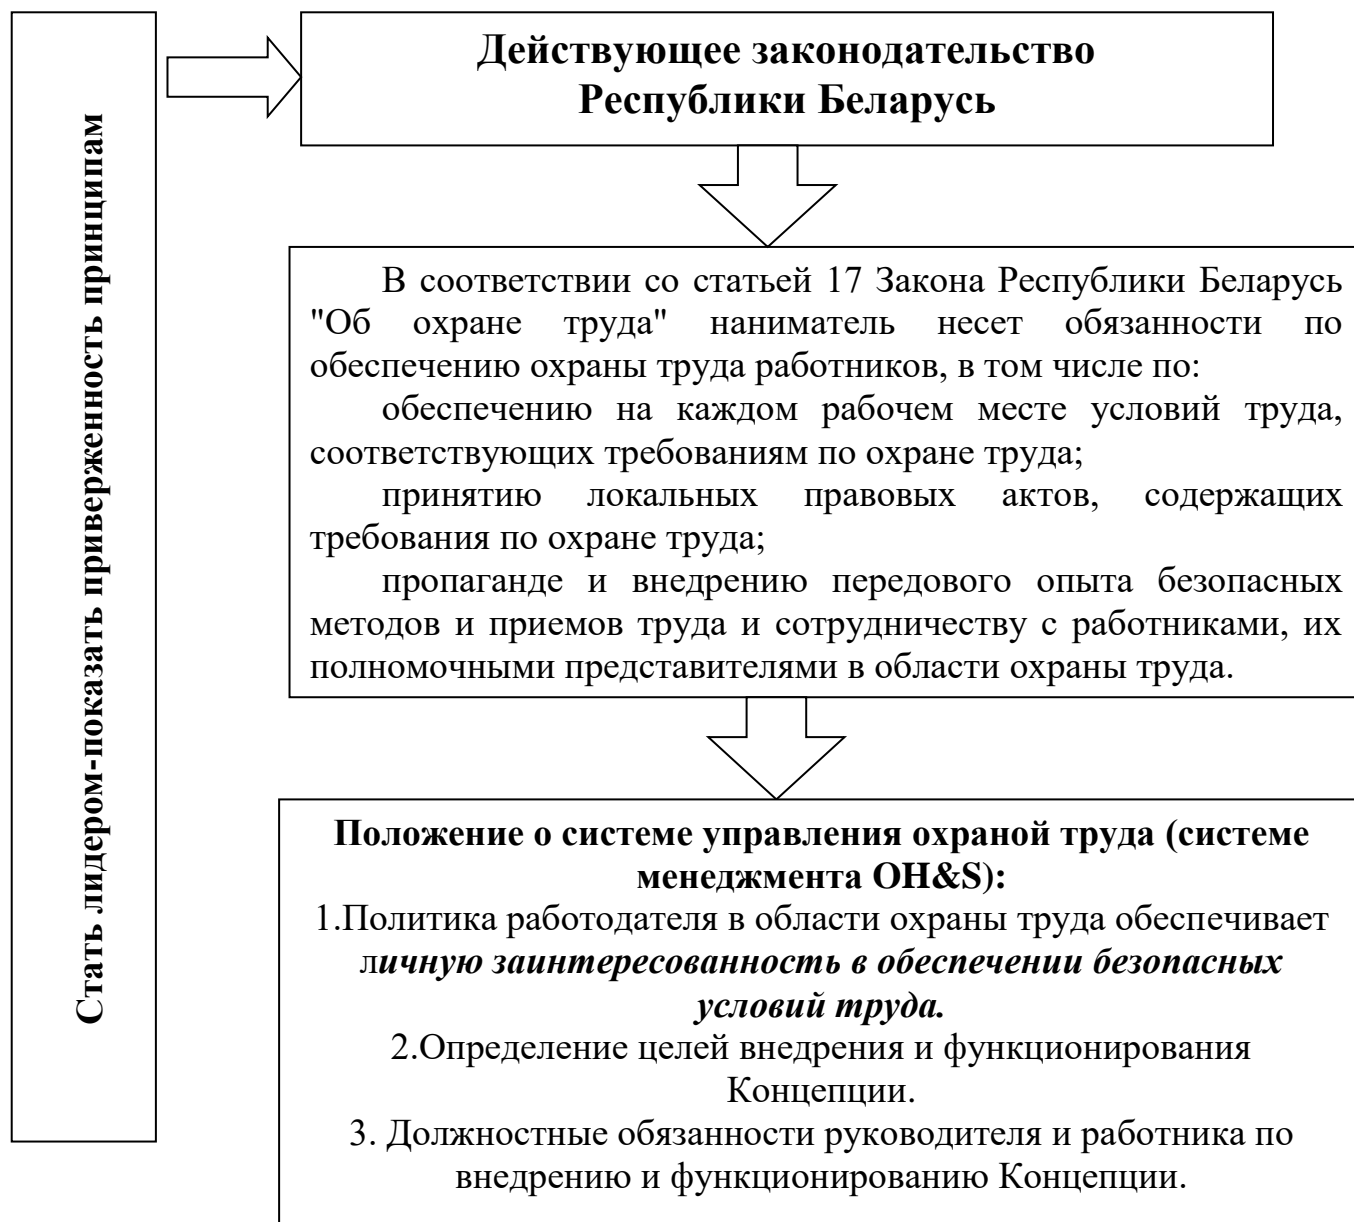 Стать лидером-показать приверженность принципам
Действующее законодательство
Республики Беларусь
В соответствии со статьей 17 Закона Республики Беларусь
"Об охране труда" наниматель несет обязанности по
обеспечению охраны труда работников, в том числе по:
обеспечению на каждом рабочем месте условий труда,
соответствующих требованиям по охране труда;
принятию локальных правовых актов, содержащих
требования по охране труда;
пропаганде и внедрению передового опыта безопасных
методов и приемов труда и сотрудничеству с работниками, их
полномочными представителями в области охраны труда.
Положение о системе управления охраной труда (системе
менеджмента OH&S):
1.Политика работодателя в области охраны труда обеспечивает
личную заинтересованность в обеспечении безопасных
условий труда.
2.Определение целей внедрения и функционирования
Концепции.
3. Должностные обязанности руководителя и работника по
внедрению и функционированию Концепции.